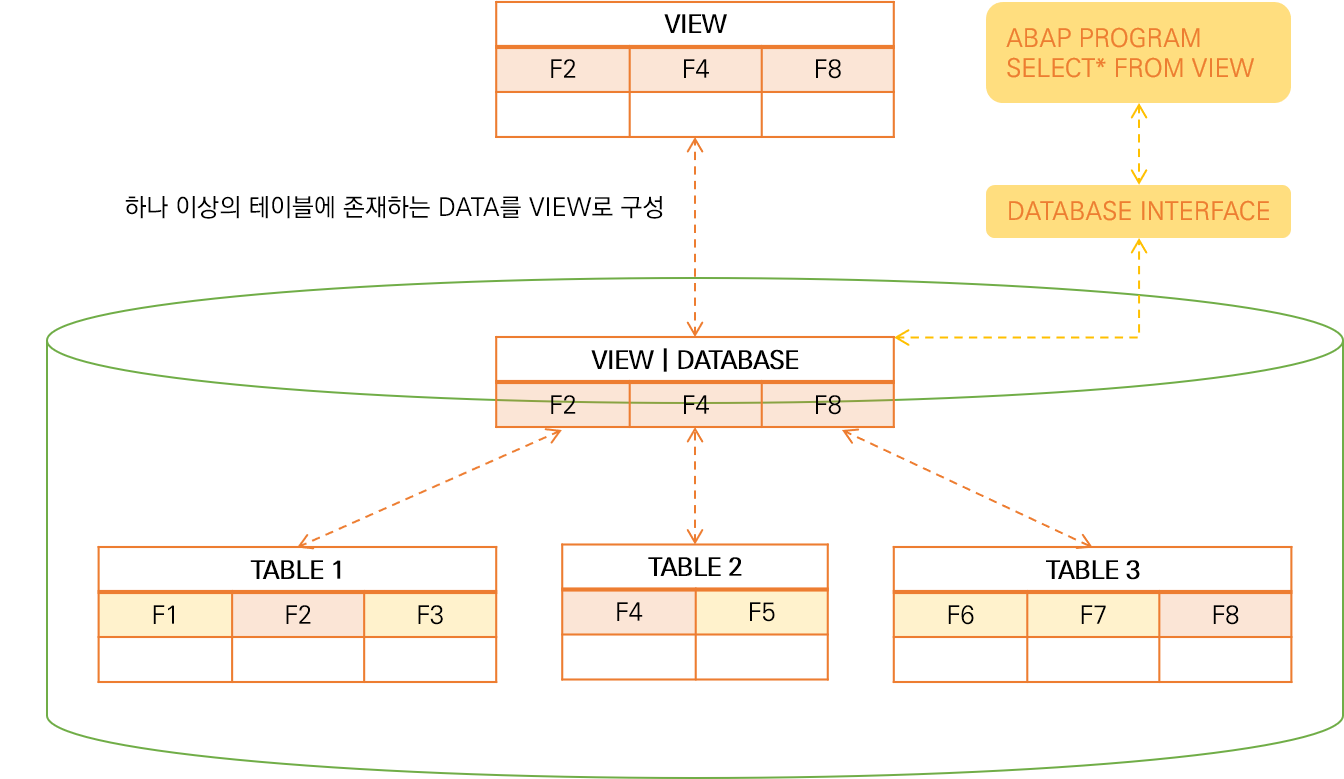 VIEW
F2 F4 F8
ABAP PROGRAM
SELECT* FROM VIEW
하나 이상의 테이블에 존재하는 DATA를 VIEW로 구성
DATABASE INTERFACE
VIEW | DATABASE
F2 F4 F8
TABLE 1
F1 F2 F3
TABLE 2
F4 F5
TABLE 3
F6 F7 F8